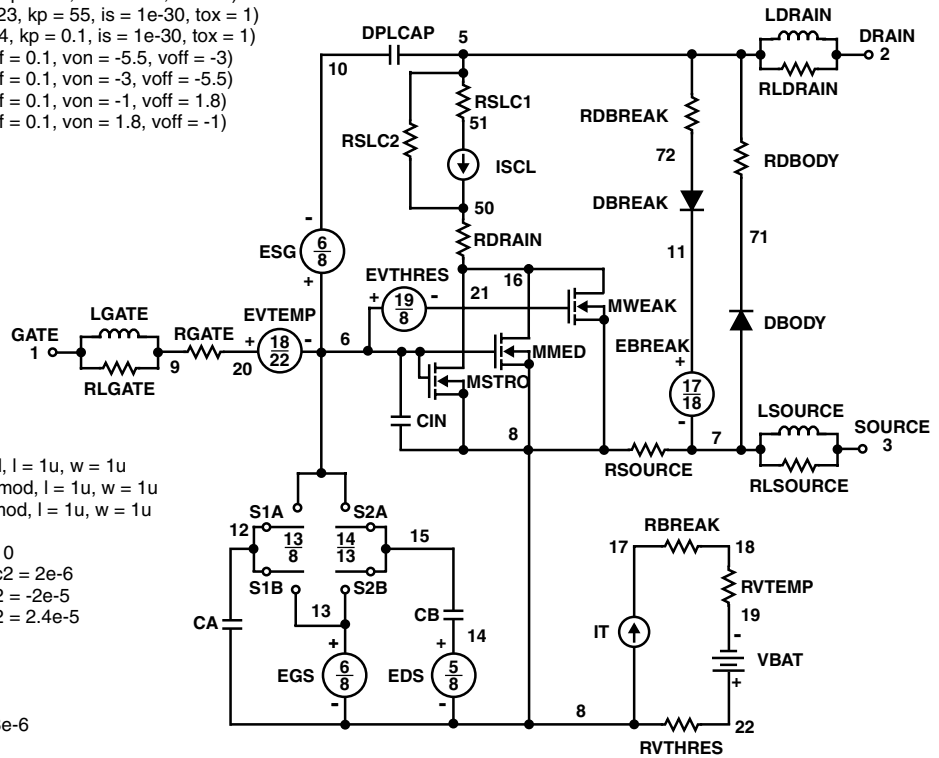 23, kp = 55, is = 1e-30, tox = 1)
4, kp = 0.1, is = 1e-30, tox = 1)
f = 0.1, von = -5.5, voff = -3)
f = 0.1, von = -3, voff = -5.5)
f = 0.1, von = -1, voff = 1.8)
f = 0.1, von = 1.8, voff = -1)
LDRAIN
DPLCAP
5
DRAIN
2
10
RLDRAIN
RSLC1
51
RDBREAK
RSLC2
72
RDBODY
ISCL
DBREAK
50
-
RDRAIN
71
6
8
ESG
11
+
EVTHRES
16
21
+
19
8
-
MWEAK
LGATE
EVTEMP
GATE
1
RGATE
+
18
22
-
6
MMED
EBREAK
DBODY
+
9
20
MSTRO
RLGATE
17
18
LSOURCE
CIN
-
SOURCE
8
7
3
l, l = 1u, w = 1u
RSOURCE
mod, l = 1u, w = 1u
RLSOURCE
mod, l = 1u, w = 1u
S1A
S2A
RBREAK
12
13
8
14
13
15
17
18
0
c2 = 2e-6
S1B
S2B
RVTEMP
2 = -2e-5
13
CB
19
2 = 2.4e-5
CA
14
IT
-
+
+
VBAT
EGS
6
8
EDS
5
8
+
-
-
8
22
6e-6
RVTHRES